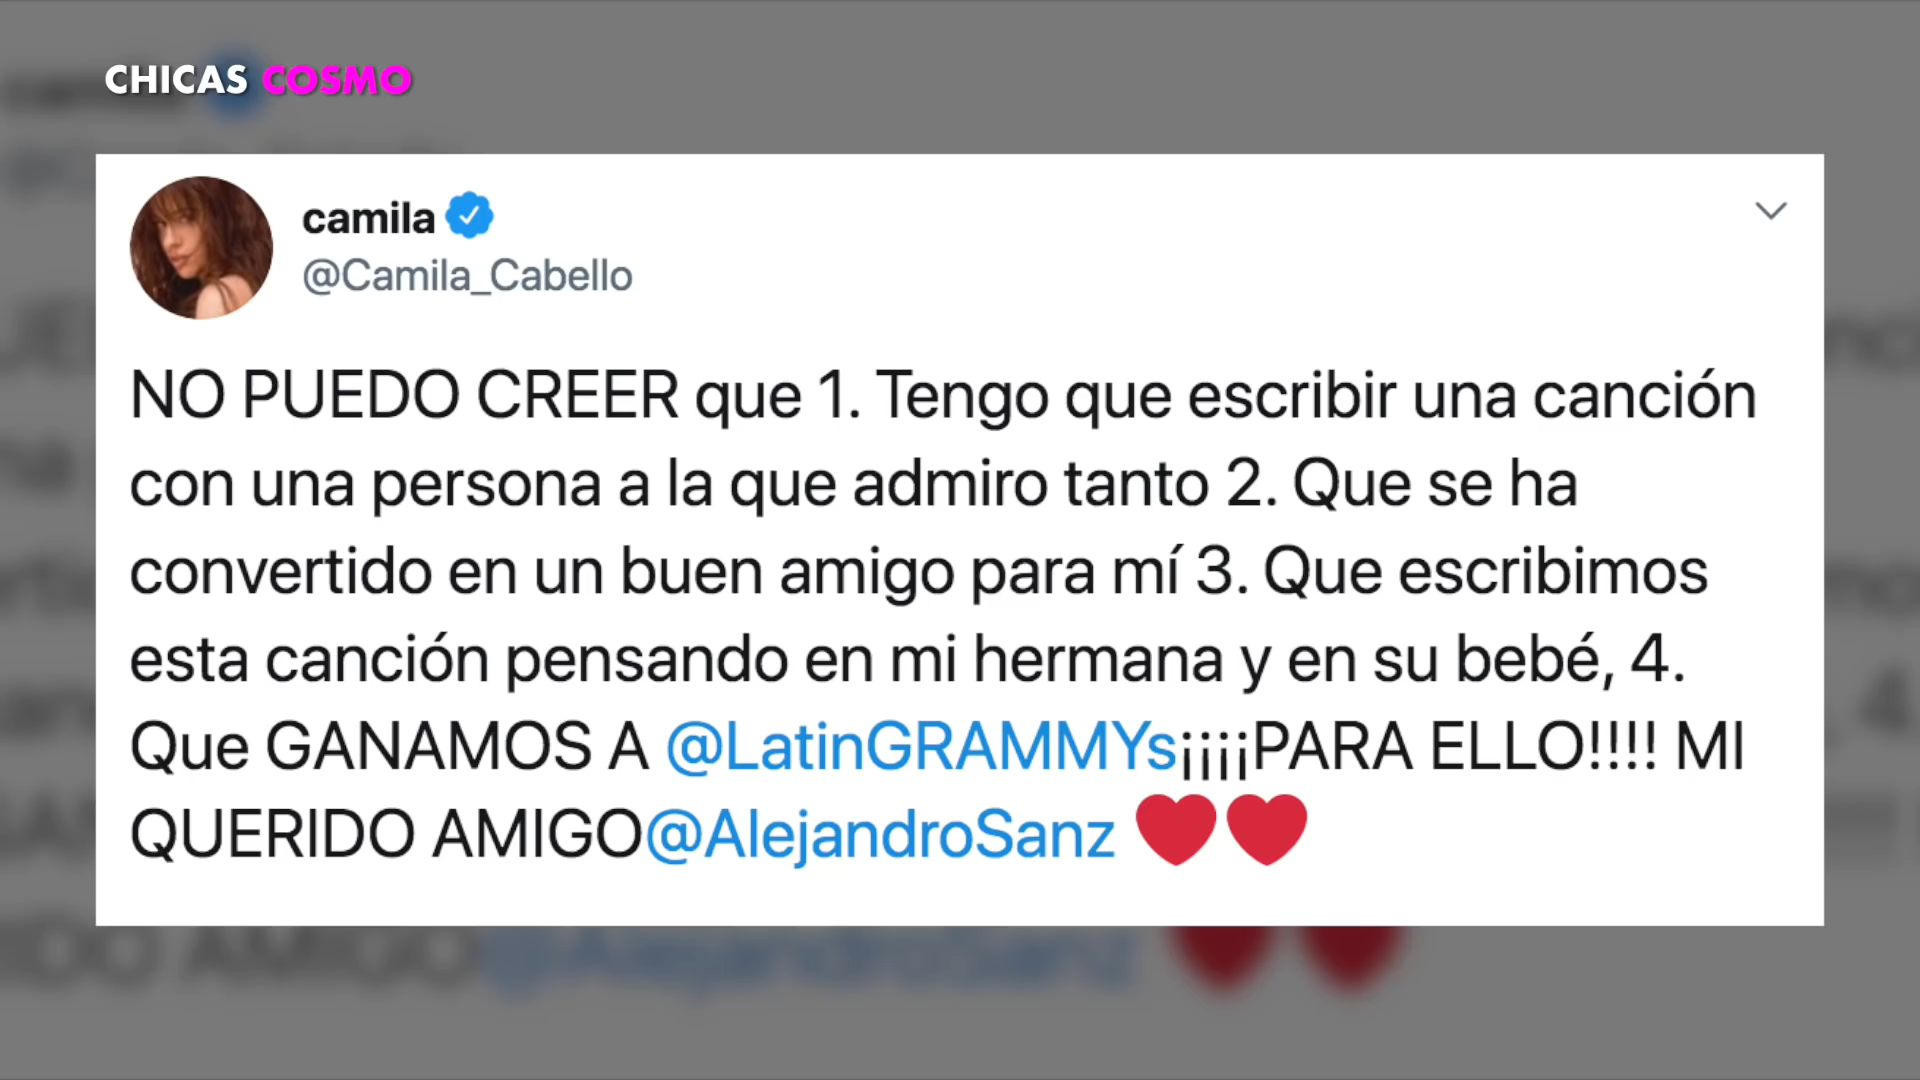 CHICAS COSMO
camila
@Camila_Cabello
NO PUEDO CREER que 1. Tengo que escribir una canción
con una persona a la que admiro tanto 2. Que se ha
convertido en un buen amigo para mí 3. Que escribimos
esta canción pensando en mi hermana y en su bebé, 4.
Que GANAMOS A @LatinGRAMMYs¡¡¡¡PARA ELLO!!!! MI
QUERIDO AMIGO@AlejandroSanz ❤️❤️